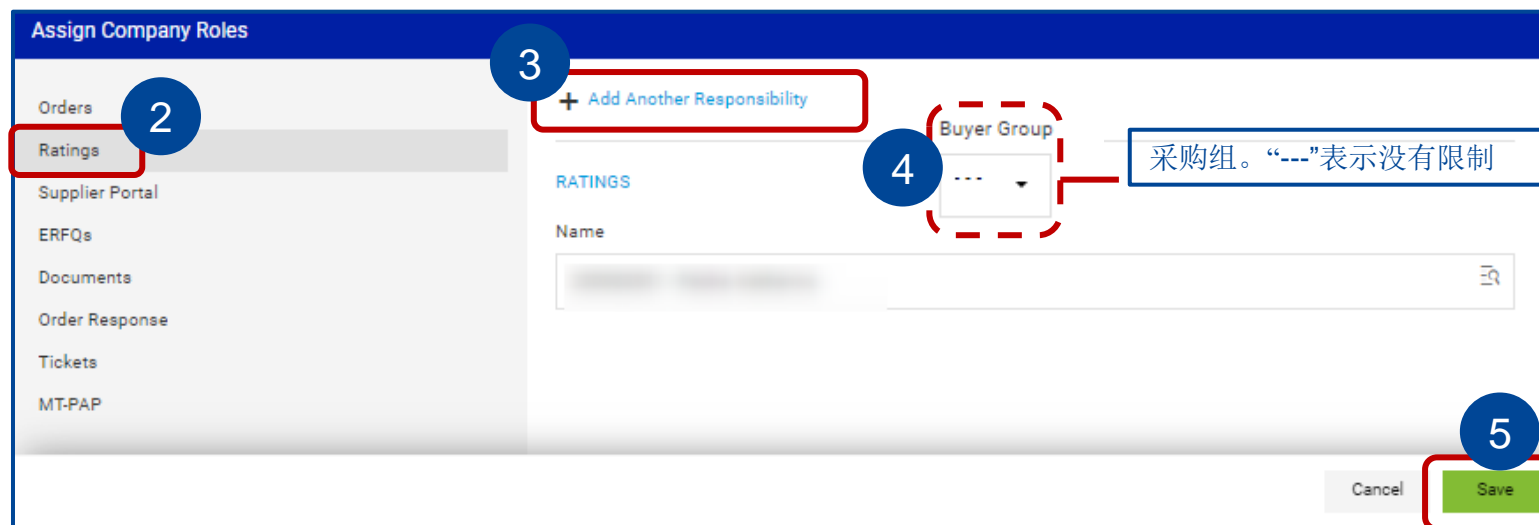 Assign Company Roles
3
+ Add Another Responsibility
Orders
2
Ratings
Buyer Group
4
---
采购组。“---”表示没有限制
RATINGS
Supplier Portal
ERFQs
Name
Documents
Order Response
Tickets
MT-PAP
5
Cancel
Save